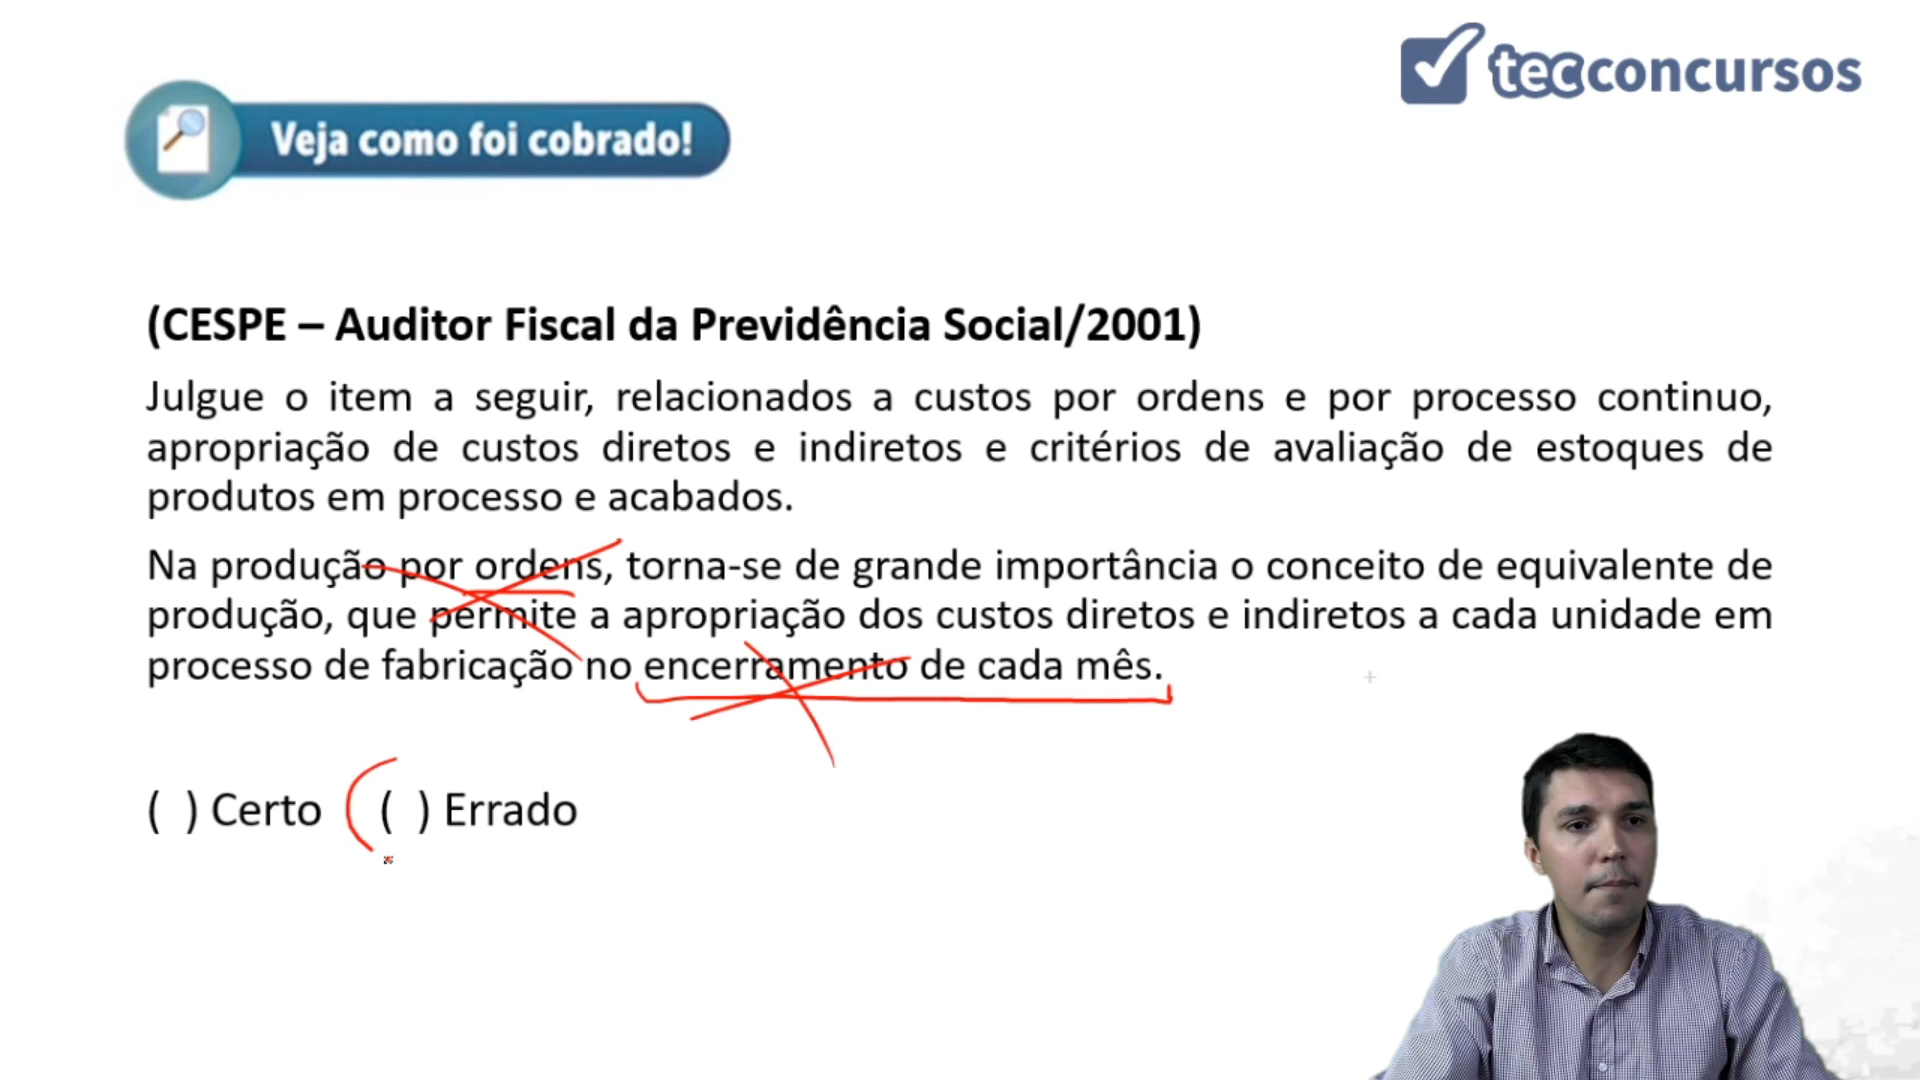 tecconcursos
Veja como foi cobrado!
(CESPE – Auditor Fiscal da Previdência Social/2001)
Julgue o item a seguir, relacionados a custos por ordens e por processo continuo,
apropriação de custos diretos e indiretos e critérios de avaliação de estoques de
produtos em processo e acabados.
Na produção por ordens, torna-se de grande importância o conceito de equivalente de
produção, que permite a apropriação dos custos diretos e indiretos a cada unidade em
processo de fabricação no encerramento de cada mês.
( ) Certo ( ) Errado